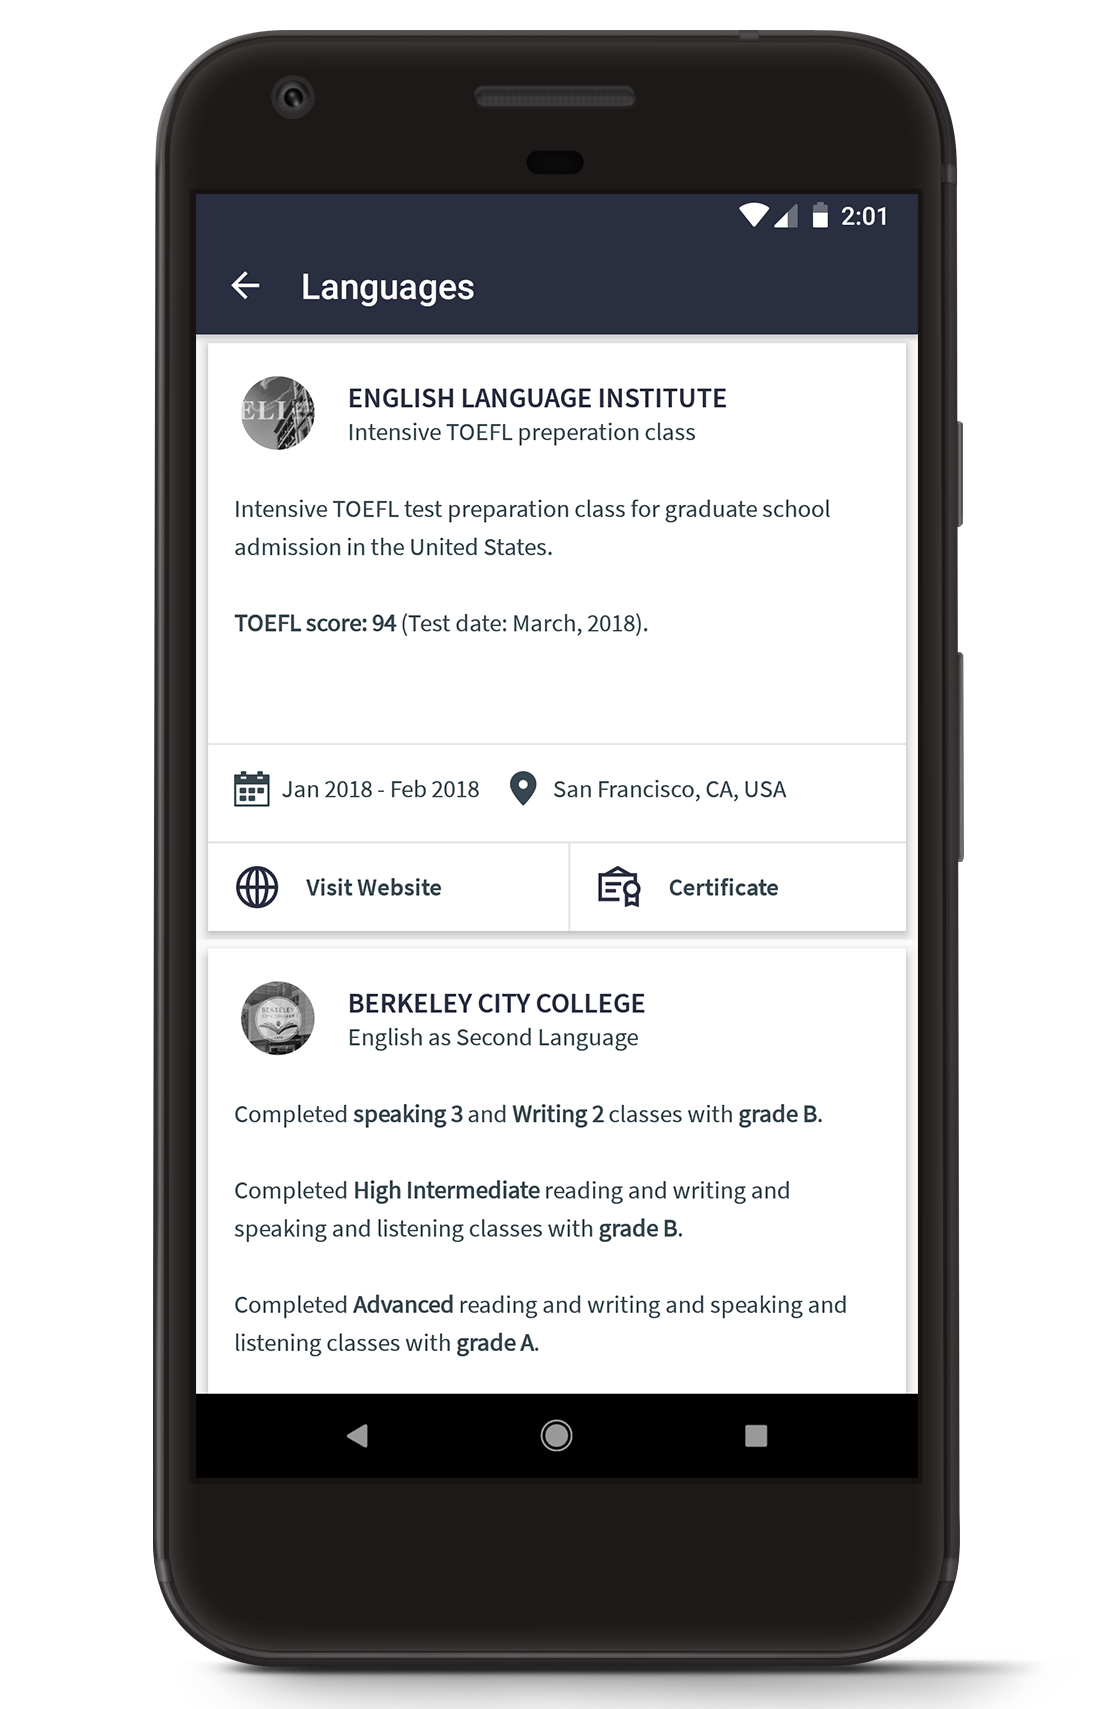 2:01
Languages
ELI
ENGLISH LANGUAGE INSTITUTE
Intensive TOEFL preperation class
Intensive TOEFL test preparation class for graduate school
admission in the United States.
TOEFL score: 94 (Test date: March, 2018).
Jan 2018 - Feb 2018
San Francisco, CA, USA
Visit Website
Certificate
BERKELEY
CITY COLLEGE
BERKELEY CITY COLLEGE
English as Second Language
Completed speaking 3 and Writing 2 classes with grade B.
Completed High Intermediate reading and writing and
speaking and listening classes with grade B.
Completed Advanced reading and writing and speaking and
listening classes with grade A.